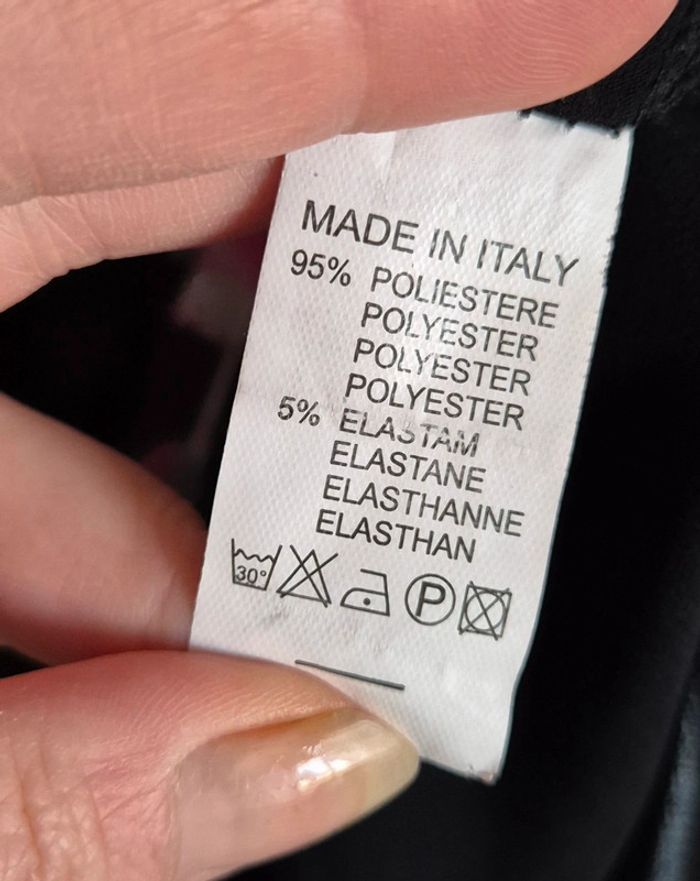 MADE IN ITALY
95% POLIESTERE
POLYESTER
POLYESTER
POLYESTER
5% ELASTAM
ELASTANE
ELASTHANNE
ELASTHAN
30° P